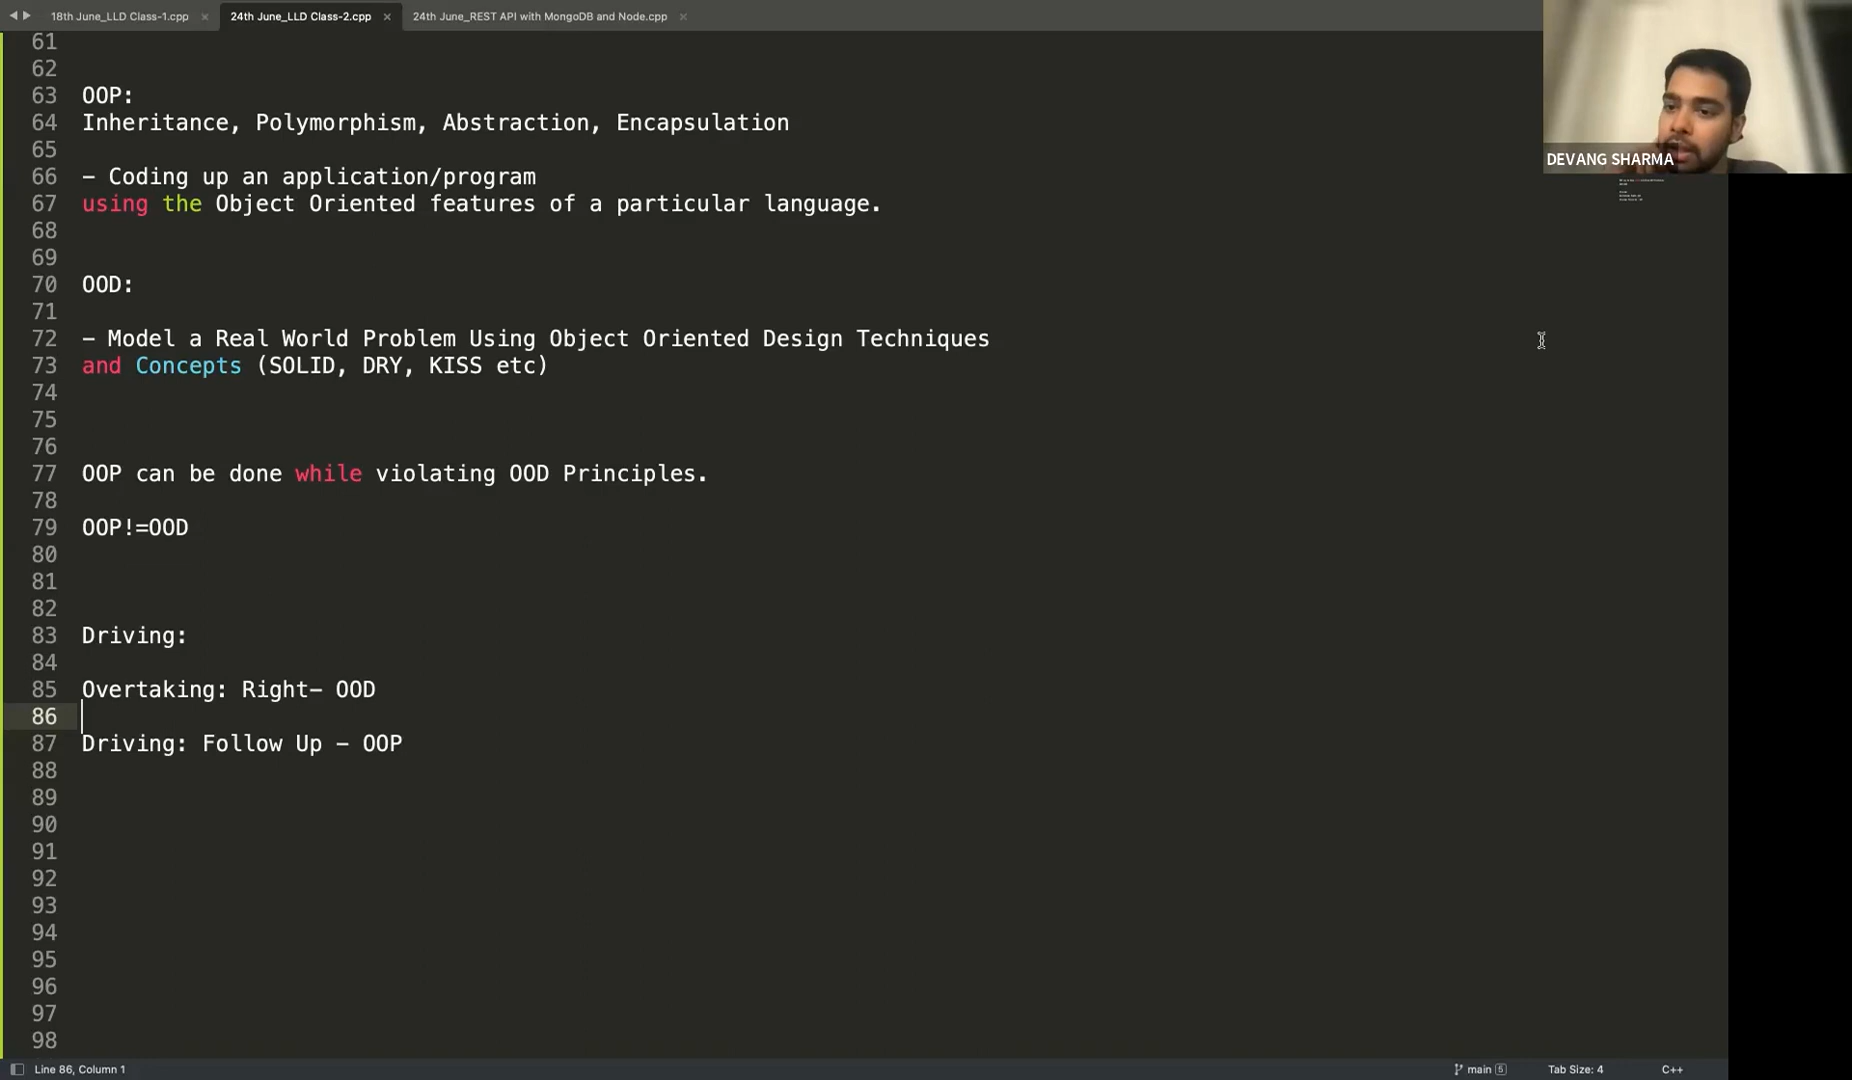 18th June_LLD Class-1.cpp
24th June_LLD Class-2.cpp
24th June_REST API with MongoDB and Node.cpp
DEVANG SHARMA
61
62
63 OOP:
64 Inheritance, Polymorphism, Abstraction, Encapsulation
65
66 - Coding up an application/program
67 using the Object Oriented features of a particular language.
68
69
70 OOD:
71
72 - Model a Real World Problem Using Object Oriented Design Techniques
73 and Concepts (SOLID, DRY, KISS etc)
74
75
76
77 OOP can be done while violating OOD Principles.
78
79 OOP!=OOD
80
81
82
83 Driving:
84
85 Overtaking: Right- OOD
86
87 Driving: Follow Up - OOP
88
89
90
91
92
93
94
95
96
97
98
Line 86, Column 1
main 5
Tab Size: 4
C++